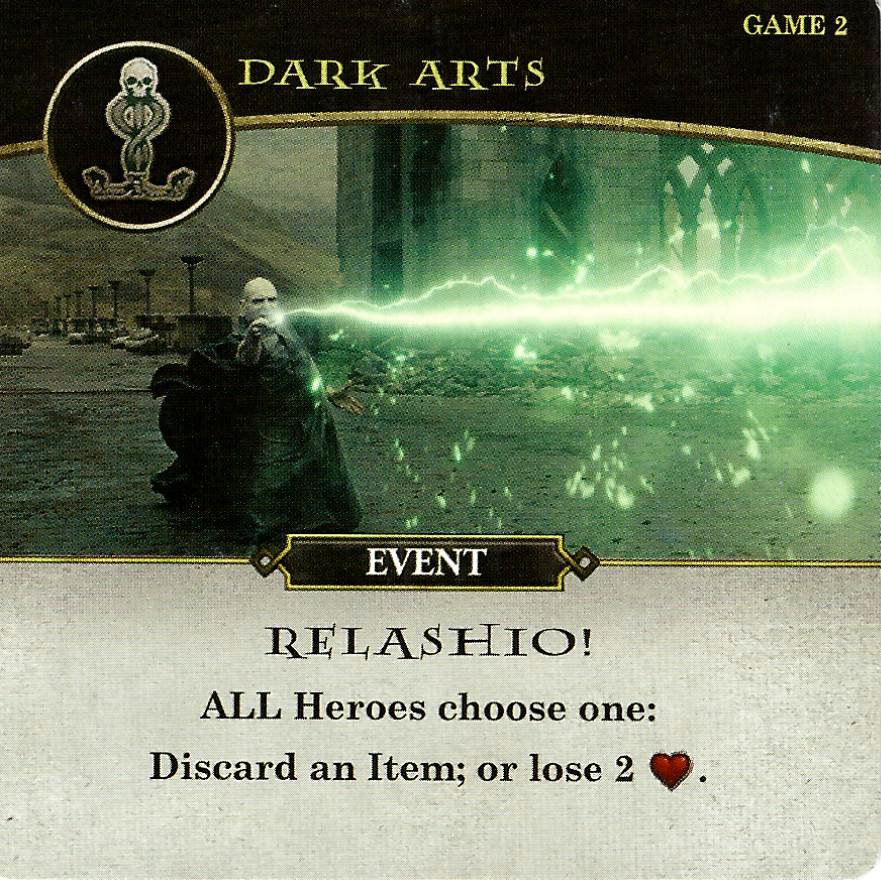 GAME 2
DARK ARTS
EVENT
RELASHIO!
ALL Heroes choose one:
Discard an Item; or lose 2 ❤.